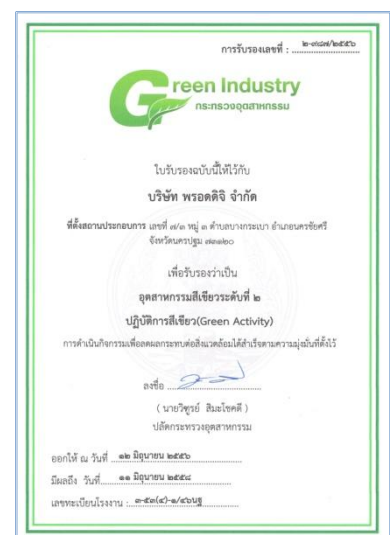 การรับรองเลขที่ : ๒-๙๘๗/๒๕๕๖
Green Industry
กระทรวงอุตสาหกรรม
ใบรับรองฉบับนี้ให้ไว้กับ
บริษัท พรอดดิจิ จำกัด
ที่ตั้งสถานประกอบการ เลขที่ ๗/๓ หมู่ ๓ ตำบลบางกระเบา อำเภอนครชัยศรี
จังหวัดนครปฐม ๗๓๑๒๐
เพื่อรับรองว่าเป็น
อุตสาหกรรมสีเขียวระดับที่ ๒
ปฏิบัติการสีเขียว(Green Activity)
การดำเนินกิจกรรมเพื่อลดผลกระทบต่อสิ่งแวดล้อมได้สำเร็จตามความมุ่งมั่นที่ตั้งไว้
ลงชื่อ
( นายวิฑูรย์ สิมะโชคดี )
ปลัดกระทรวงอุตสาหกรรม
ออกให้ ณ วันที่ ๑๒ มิถุนายน ๒๕๕๖
มีผลถึง วันที่ ๑๑ มิถุนายน ๒๕๕๙
เลขทะเบียนโรงงาน : ๓-๕๓(๔)-๑/๔๖นฐ